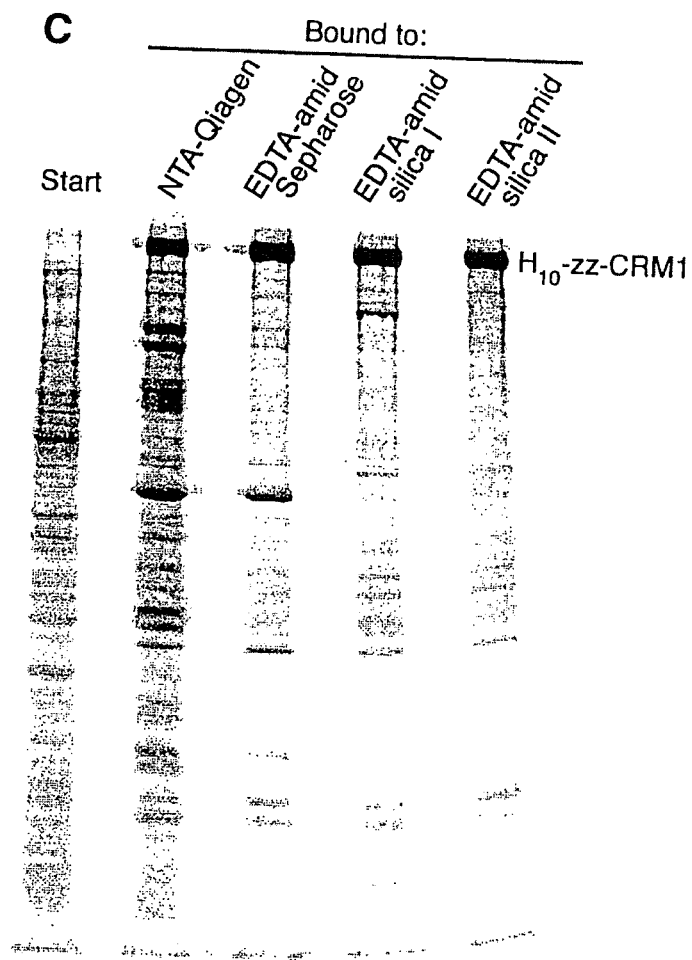 C
Bound to:
Start
NTA-Qiagen
EDTA-amid
Sepharose
EDTA-amid
silica I
EDTA-amid
silica II
H10-zz-CRM1